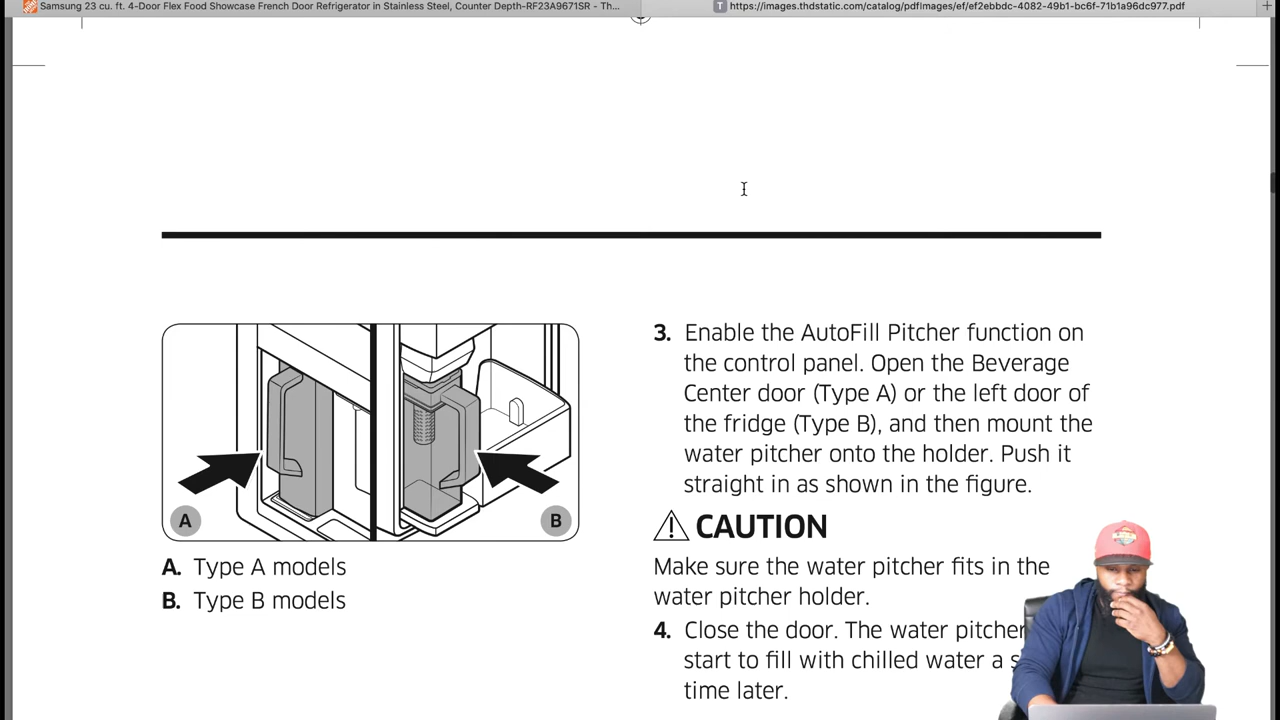 Samsung 23 cu. ft. 4-Door Flex Food Showcase French Door Refrigerator in Stainless Steel, Counter Depth-RF23A9671SR - Th...
T https://images.thdstatic.com/catalog/pdfImages/ef/ef2ebbdc-4082-49b1-bc6f-71b1a96dc977.pdf
A
B
A. Type A models
B. Type B models
3. Enable the AutoFill Pitcher function on
the control panel. Open the Beverage
Center door (Type A) or the left door of
the fridge (Type B), and then mount the
water pitcher onto the holder. Push it
straight in as shown in the figure.
CAUTION
Make sure the water pitcher fits in the
water pitcher holder.
4. Close the door. The water pitcher
start to fill with chilled water a s
time later.